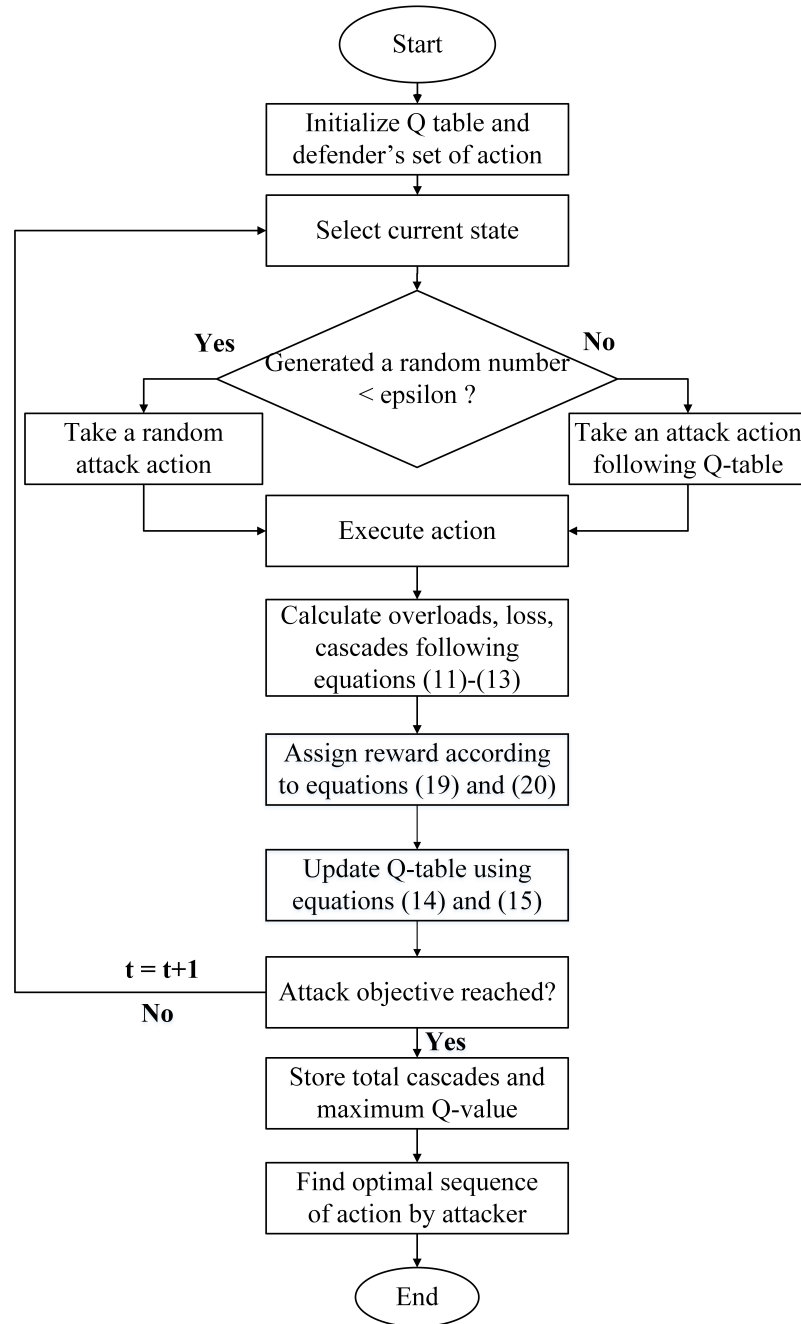 Start
Initialize Q table and
defender’s set of action
Select current state
Yes
No
Generated a random number
< epsilon ?
Take a random
attack action
Take an attack action
following Q-table
Execute action
Calculate overloads, loss,
cascades following
equations (11)-(13)
Assign reward according
to equations (19) and (20)
Update Q-table using
equations (14) and (15)
t = t+1
No
Attack objective reached?
Yes
Store total cascades and
maximum Q-value
Find optimal sequence
of action by attacker
End